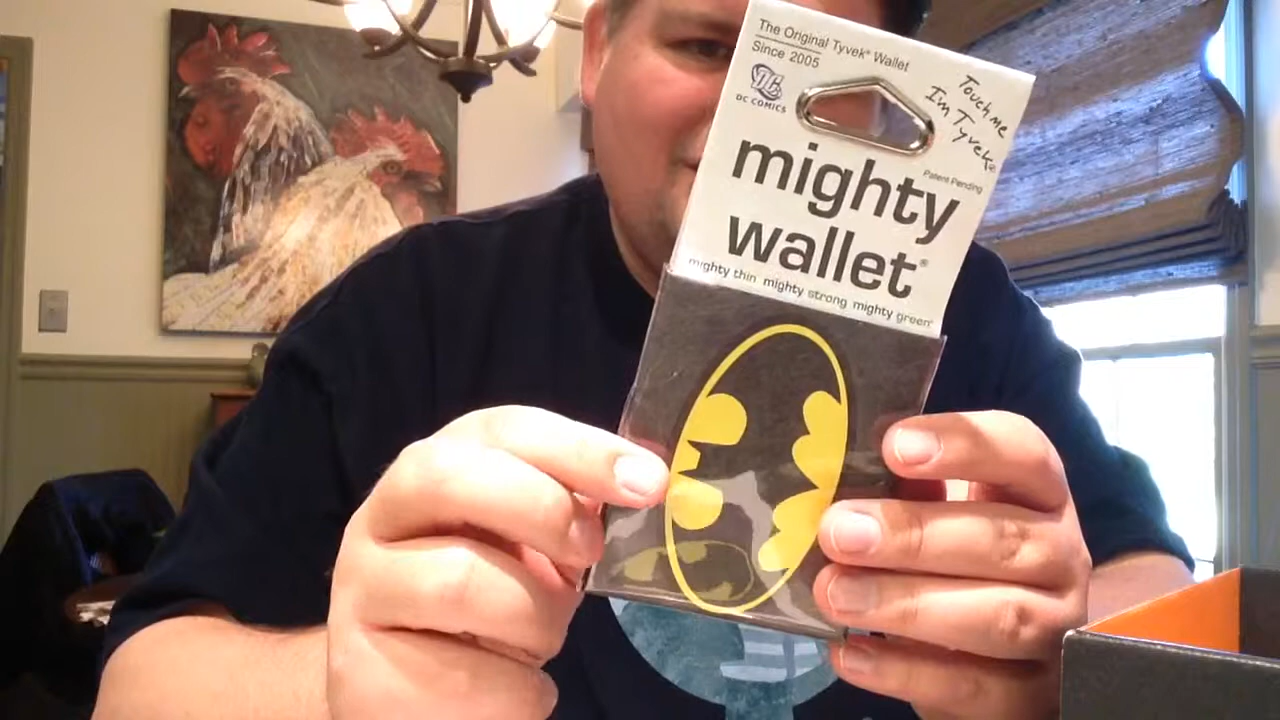 The Original Tyvek® Wallet
Since 2005
DC
DC COMICS
Touch me
Im Tyvek®
Patent Pending
mighty
wallet®
mighty thin mighty strong mighty green®